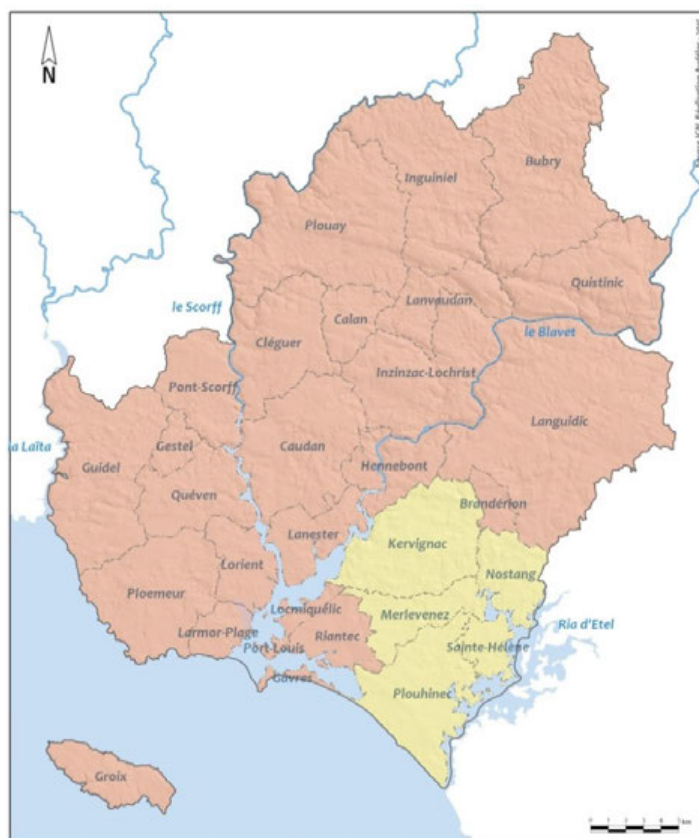 N
Bubry
Inguiniel
Plouay
Quistinic
le Scorff
Lanvaudan
Calan
le Blavet
Cléguer
Inzinzac-Lochrist
Pont-Scorff
Languidic
La Laïta
Gestel
Caudan
Guidel
Hennebont
Quéven
Brandérion
Lanester
Kervignac
Lorient
Nostang
Ploemeur
Locmiquélic
Merlevenez
Ria d'Etel
Larmor-Plage
Riantec
Port-Louis
Sainte-Hélène
Gâvres
Plouhinec
Groix
km